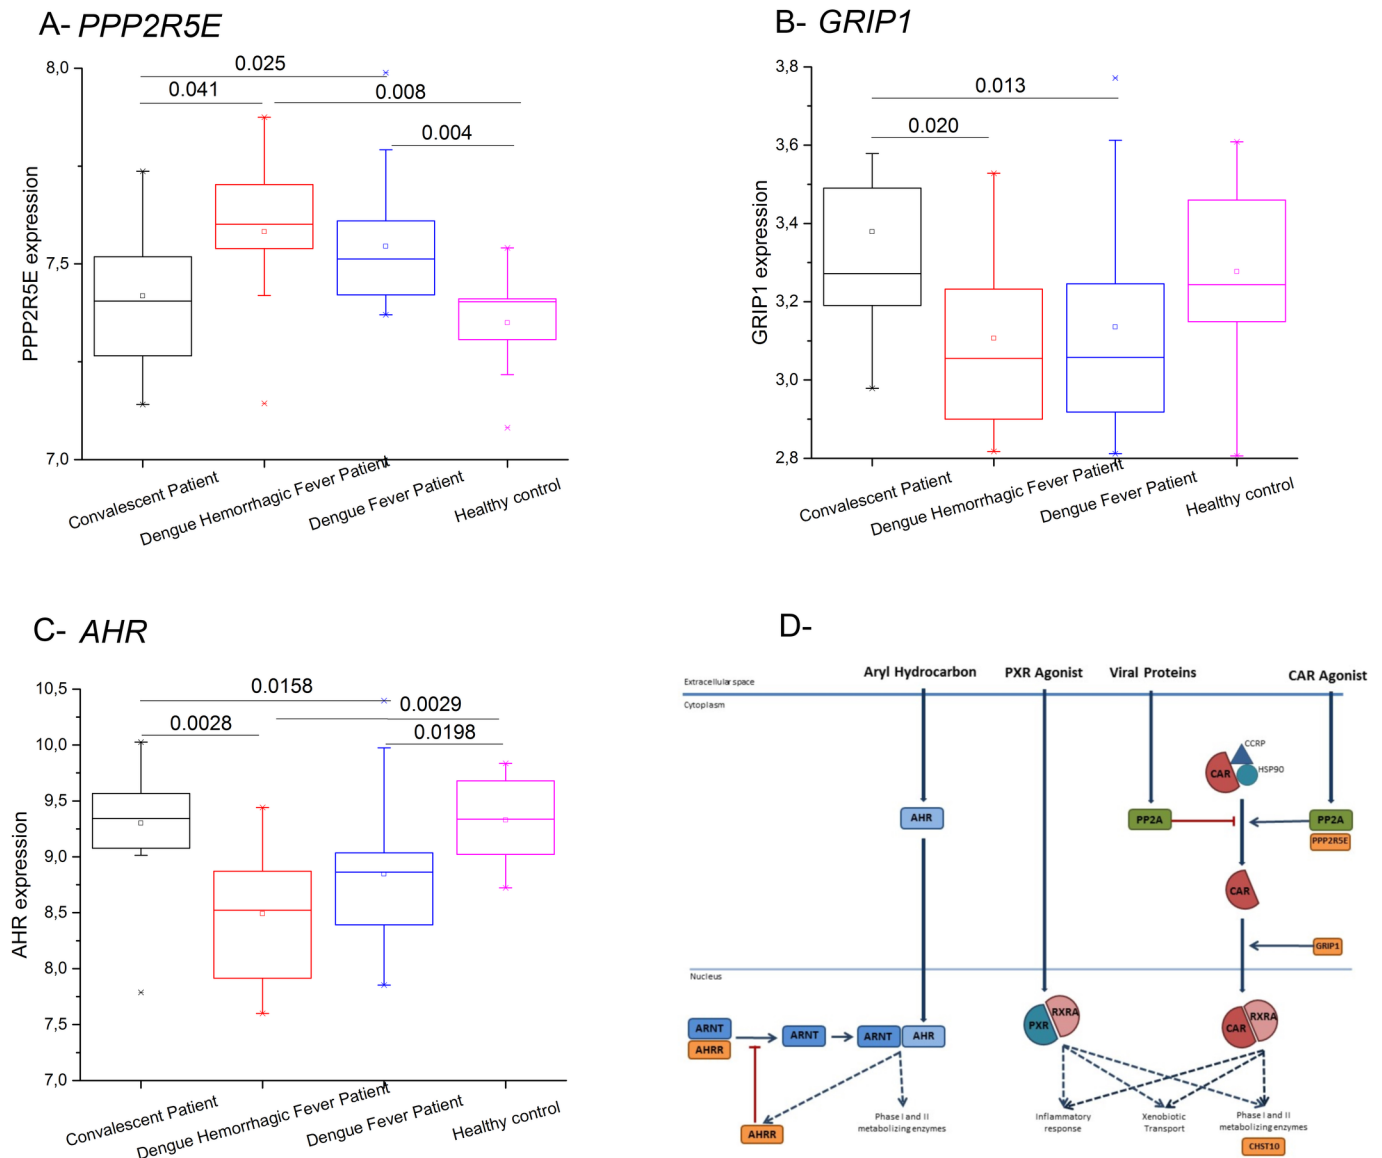 A- PPP2R5E
8,0
7,5
7,0
PPP2R5E expression
0.025
0.041
0.008
0.004
Convalescent Patient
Dengue Hemorrhagic Fever Patient
Dengue Fever Patient
Healthy control
B- GRIP1
3,8
3,6
3,4
3,2
3,0
2,8
GRIP1 expression
0.013
0.020
Convalescent Patient
Dengue Hemorrhagic Fever Patient
Dengue Fever Patient
Healthy control
C- AHR
10,5
10,0
9,5
9,0
8,5
8,0
7,5
7,0
AHR expression
0.0158
0.0028
0.0029
0.0198
Convalescent Patient
Dengue Hemorrhagic Fever Patient
Dengue Fever Patient
Healthy control
D-
Aryl Hydrocarbon
PXR Agonist
Viral Proteins
CAR Agonist
Extracellular space
Cytoplasm
CCRP
CAR
HSP90
AHR
PP2A
PP2A
PPP2R5E
CAR
GRIP1
Nucleus
ARNT
AHRR
ARNT
ARNT
AHR
PXR
RXRA
CAR
RXRA
AHRR
Phase I and II
metabolizing enzymes
Inflammatory
response
Xenobiotic
Transport
Phase I and II
metabolizing enzymes
CHST10